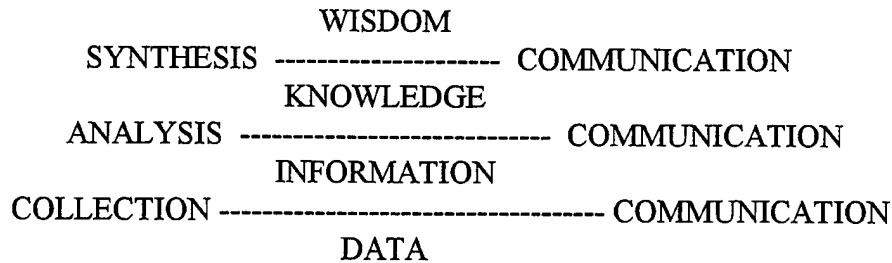 WISDOM
SYNTHESIS --------------------- COMMUNICATION
KNOWLEDGE
ANALYSIS ----------------------------- COMMUNICATION
INFORMATION
COLLECTION ------------------------------------ COMMUNICATION
DATA